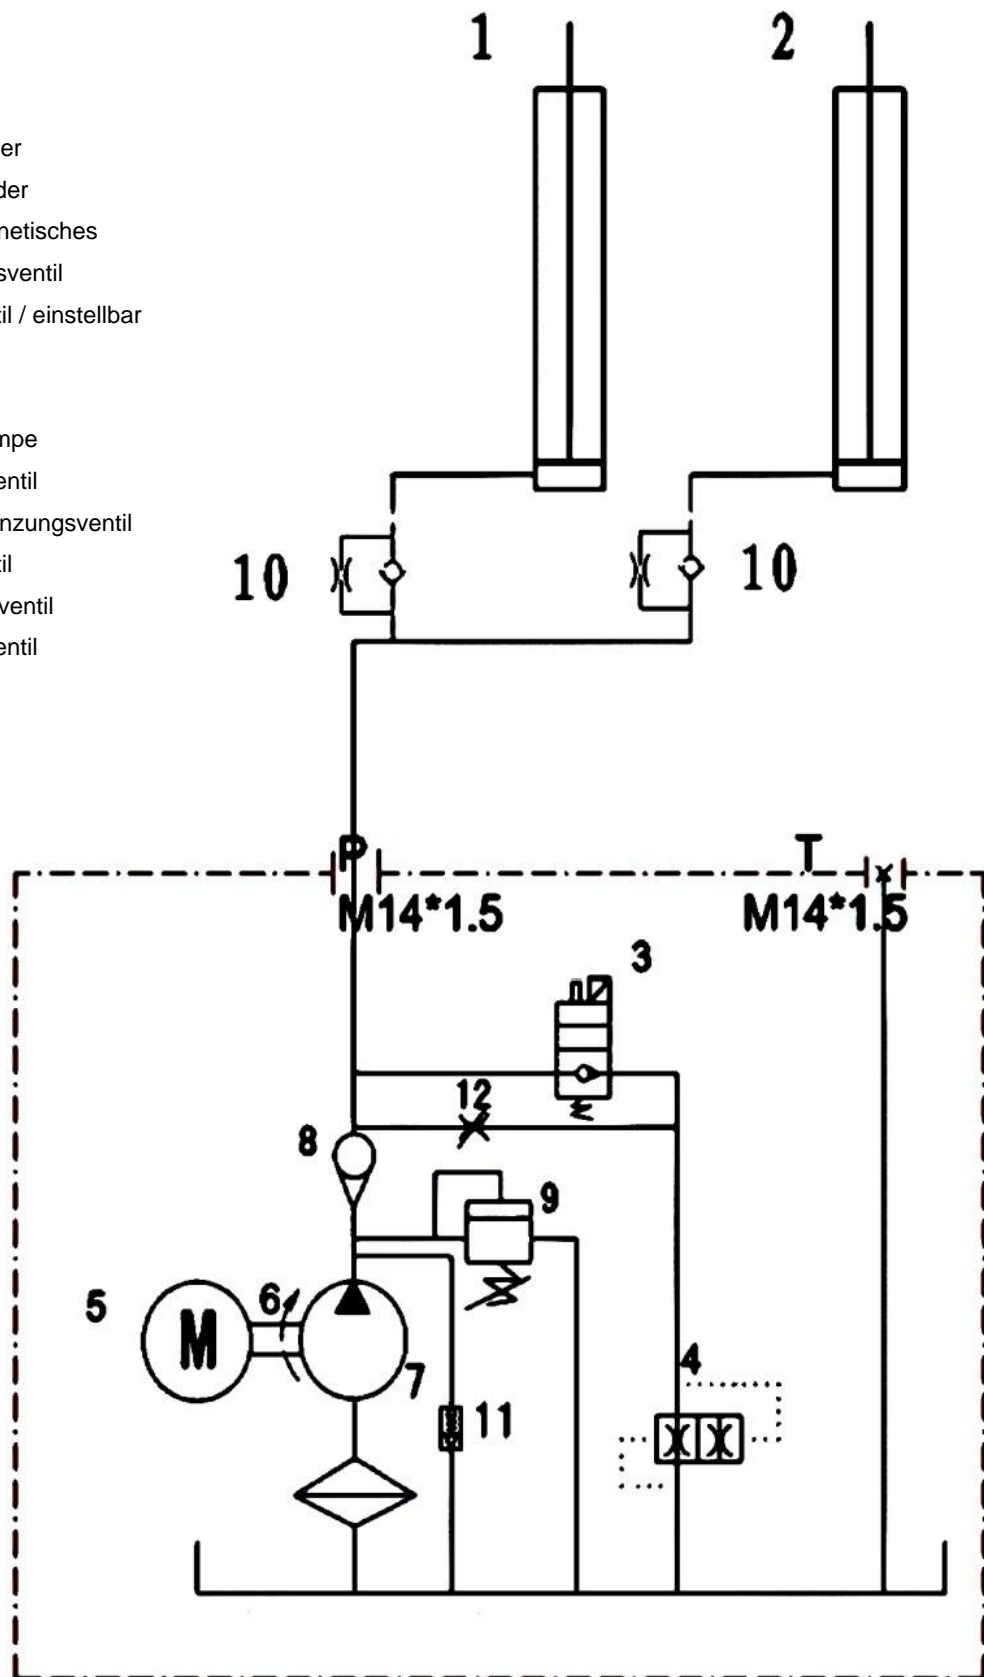 1
2
er
der
netisches
sventil
til / einstellbar
mpe
entil
nzungsventil
til
ventil
entil
10
10
P
T
M14*1.5
M14*1.5
3
12
8
9
5
6
M
7
4
11